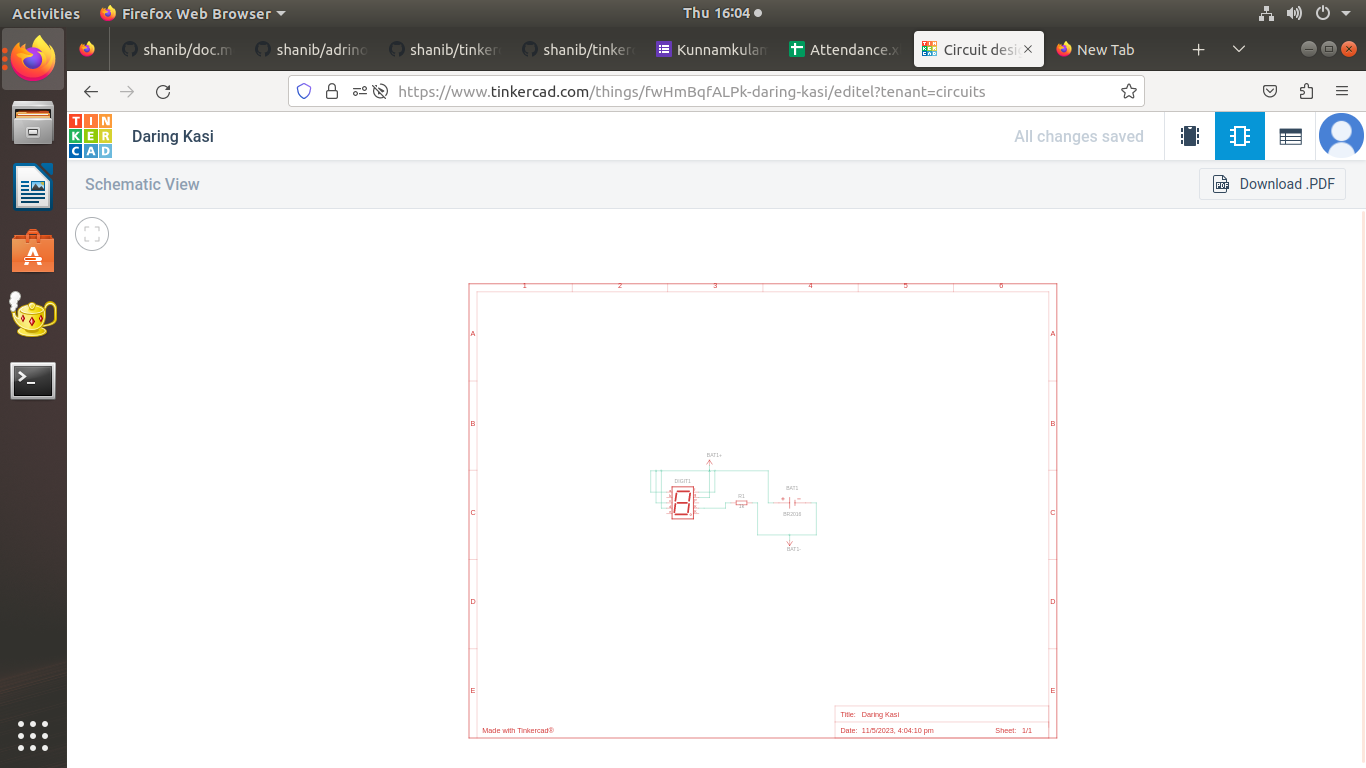 Activities Firefox Web Browser Thu 16:04
shanib/doc.m shanib/adrino shanib/tinker shanib/tinker Kunnamkulan Attendance.x Circuit desi New Tab
https://www.tinkercad.com/things/fwHmBqfALPk-daring-kasi/editel?tenant=circuits
TIN
KER
CAD
Daring Kasi All changes saved
Schematic View Download .PDF
1 2 3 4 5 6
A A
B B
BAT1+
DIGIT1
BAT1
R1
C C
BR2016
BAT1-
D D
E E
Title: Daring Kasi
Made with Tinkercad® Date: 11/5/2023, 4:04:10 pm Sheet: 1/1